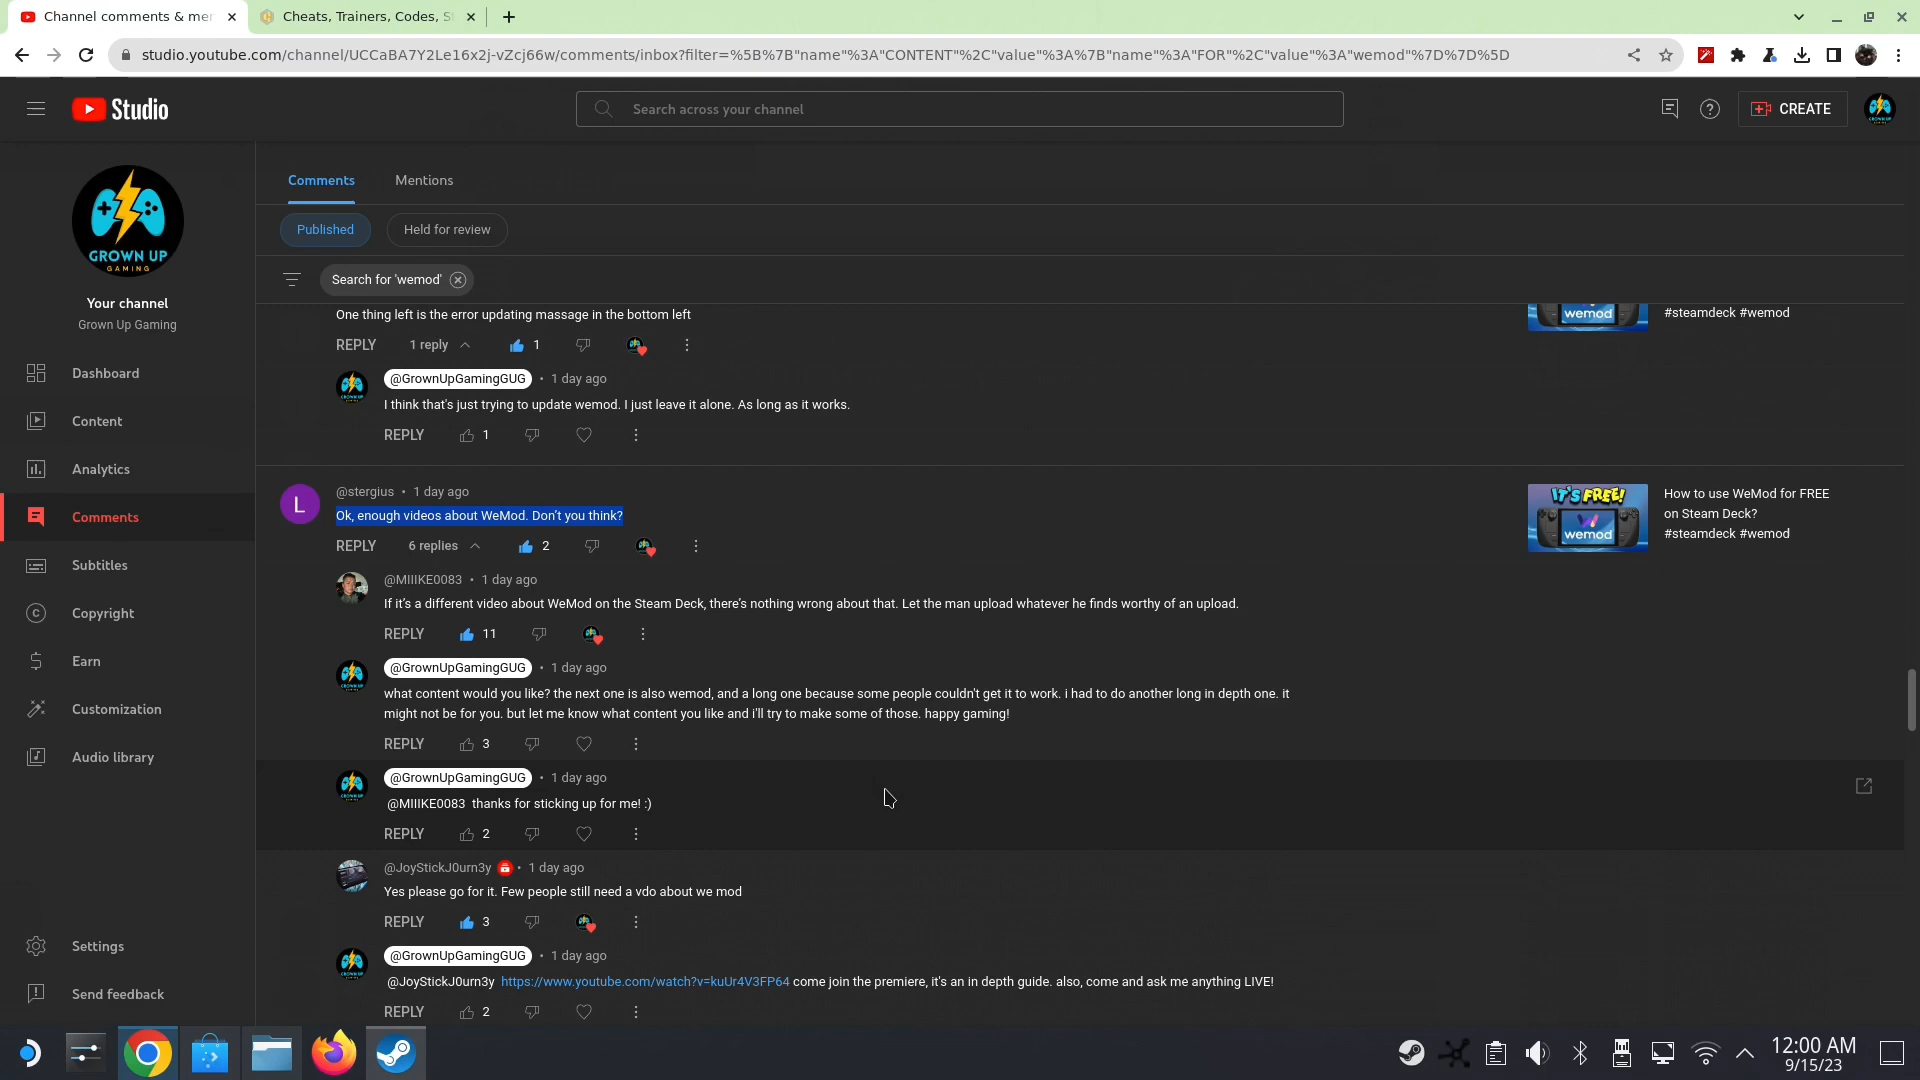 Channel comments & mer
Cheats, Trainers, Codes, S
studio.youtube.com/channel/UCCaBA7Y2Le16x2j-vZcj66w/comments/inbox?filter=%5B%7B"name"%3A"CONTENT"%2C"value"%3A%7B"name"%3A"FOR"%2C"value"%3A"wemod"%7D%7D%5D
Studio
Search across your channel
CREATE
GROWN UP
GAMING
Your channel
Grown Up Gaming
Dashboard
Content
Analytics
Comments
Subtitles
Copyright
Earn
Customization
Audio library
Settings
Send feedback
Comments
Mentions
Published
Held for review
Search for 'wemod'
One thing left is the error updating massage in the bottom left
wemod
#steamdeck #wemod
REPLY 1 reply 1
@GrownUpGamingGUG • 1 day ago
I think that's just trying to update wemod. I just leave it alone. As long as it works.
REPLY 1
L
@stergius • 1 day ago
Ok, enough videos about WeMod. Don't you think?
REPLY 6 replies 2
IT'S FREE!
wemod
How to use WeMod for FREE
on Steam Deck?
#steamdeck #wemod
@MIIIKE0083 • 1 day ago
If it's a different video about WeMod on the Steam Deck, there's nothing wrong about that. Let the man upload whatever he finds worthy of an upload.
REPLY 11
@GrownUpGamingGUG • 1 day ago
what content would you like? the next one is also wemod, and a long one because some people couldn't get it to work. i had to do another long in depth one. it
might not be for you. but let me know what content you like and i'll try to make some of those. happy gaming!
REPLY 3
@GrownUpGamingGUG • 1 day ago
@MIIIKE0083 thanks for sticking up for me! :)
REPLY 2
@JoyStickJ0urn3y • 1 day ago
Yes please go for it. Few people still need a vdo about we mod
REPLY 3
@GrownUpGamingGUG • 1 day ago
@JoyStickJ0urn3y https://www.youtube.com/watch?v=kuUr4V3FP64 come join the premiere, it's an in depth guide. also, come and ask me anything LIVE!
REPLY 2
12:00 AM
9/15/23